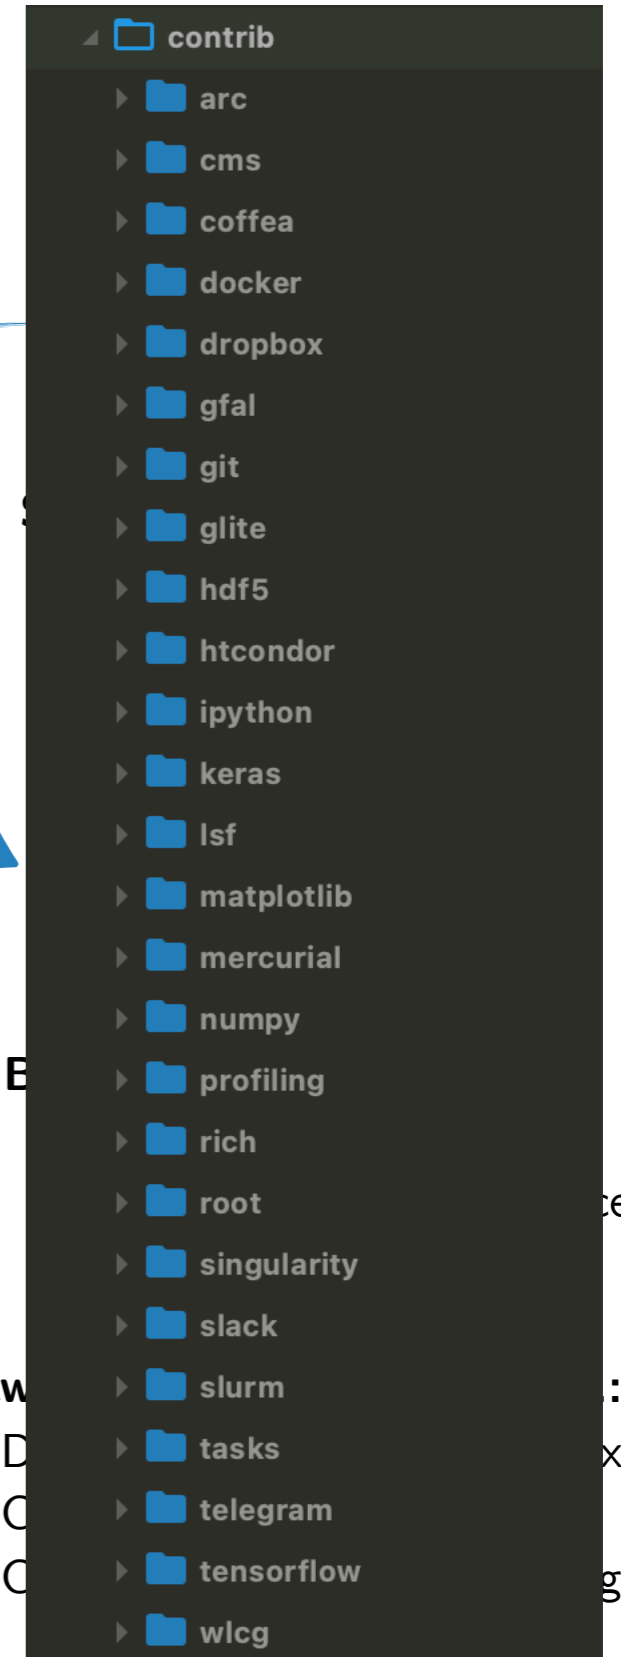 contrib
arc
cms
coffea
docker
dropbox
gfal
git
glite
hdf5
htcondor
ipython
keras
lsf
matplotlib
mercurial
numpy
profiling
rich
root
singularity
slack
slurm
tasks
telegram
tensorflow
wlcg